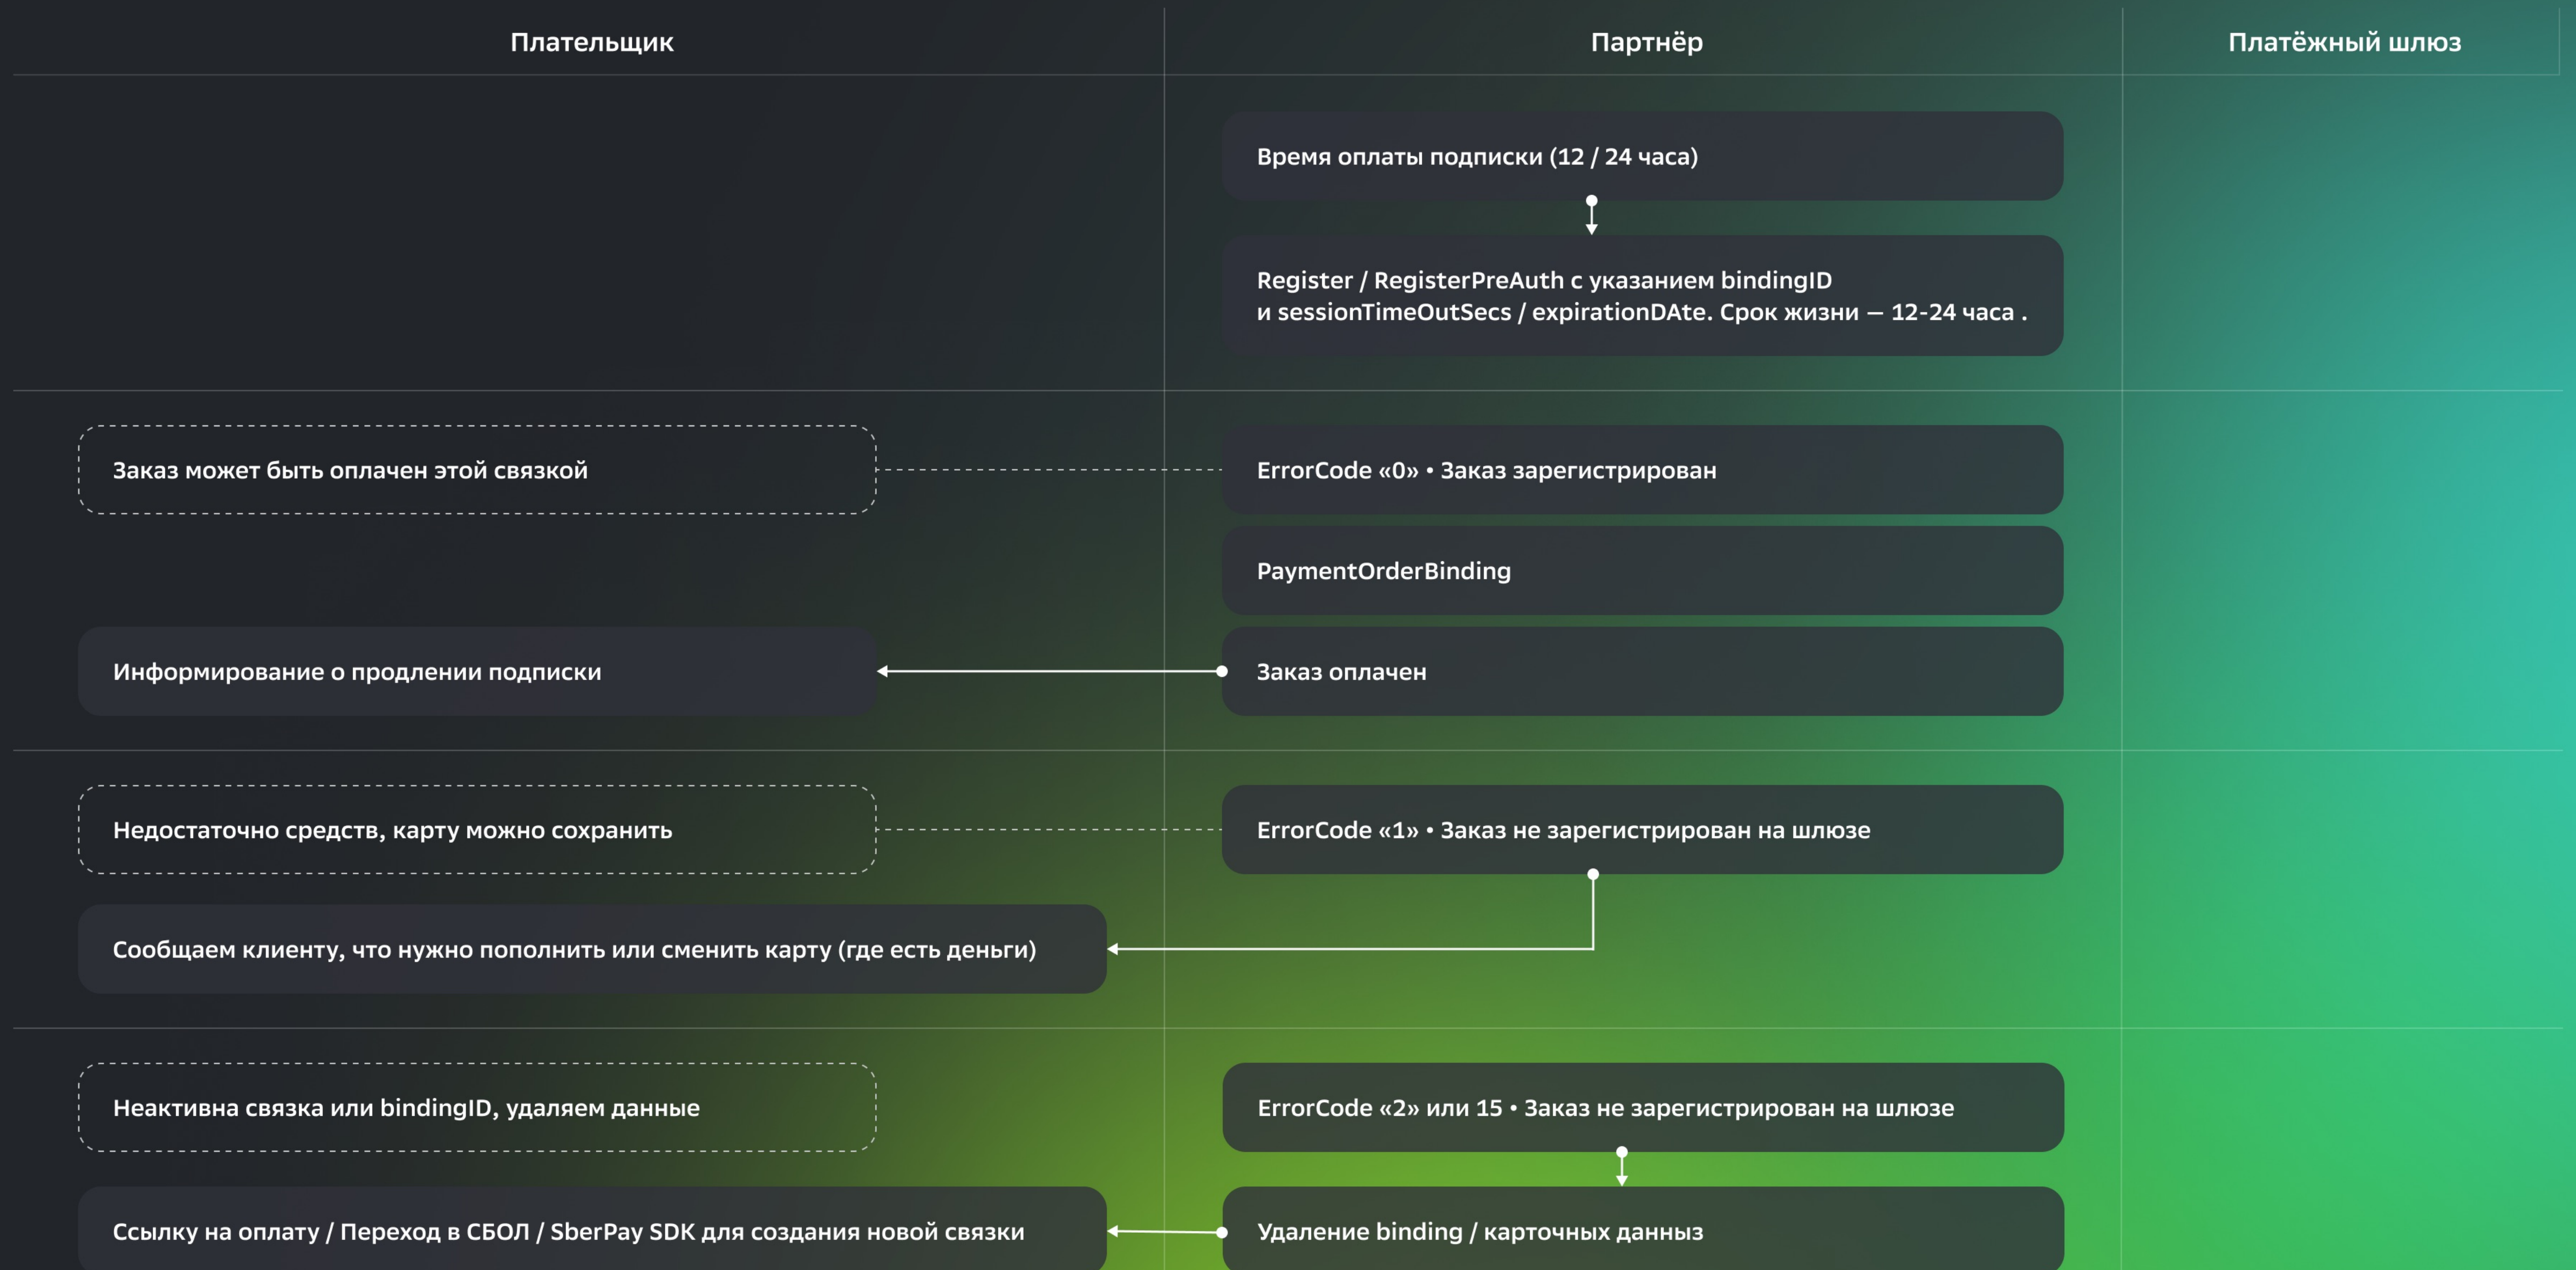 Плательщик
Партнёр
Платёжный шлюз
Время оплаты подписки (12 / 24 часа)
Register / RegisterPreAuth с указанием bindingID
и sessionTimeOutSecs / expirationDAte. Срок жизни — 12-24 часа .
Заказ может быть оплачен этой связкой
ErrorCode «0» • Заказ зарегистрирован
PaymentOrderBinding
Информирование о продлении подписки
Заказ оплачен
Недостаточно средств, карту можно сохранить
ErrorCode «1» • Заказ не зарегистрирован на шлюзе
Сообщаем клиенту, что нужно пополнить или сменить карту (где есть деньги)
Неактивна связка или bindingID, удаляем данные
ErrorCode «2» или 15 • Заказ не зарегистрирован на шлюзе
Ссылку на оплату / Переход в СБОЛ / SberPay SDK для создания новой связки
Удаление binding / карточных данныз